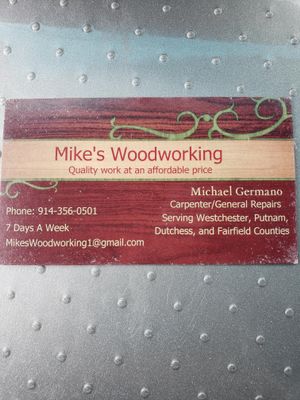 Mike's Woodworking
Quality work at an affordable price
Michael Germano
Carpenter/General Repairs
Serving Westchester, Putnam,
Dutchess, and Fairfield Counties
Phone: 914-356-0501
7 Days A Week
MikesWoodworking1@gmail.com